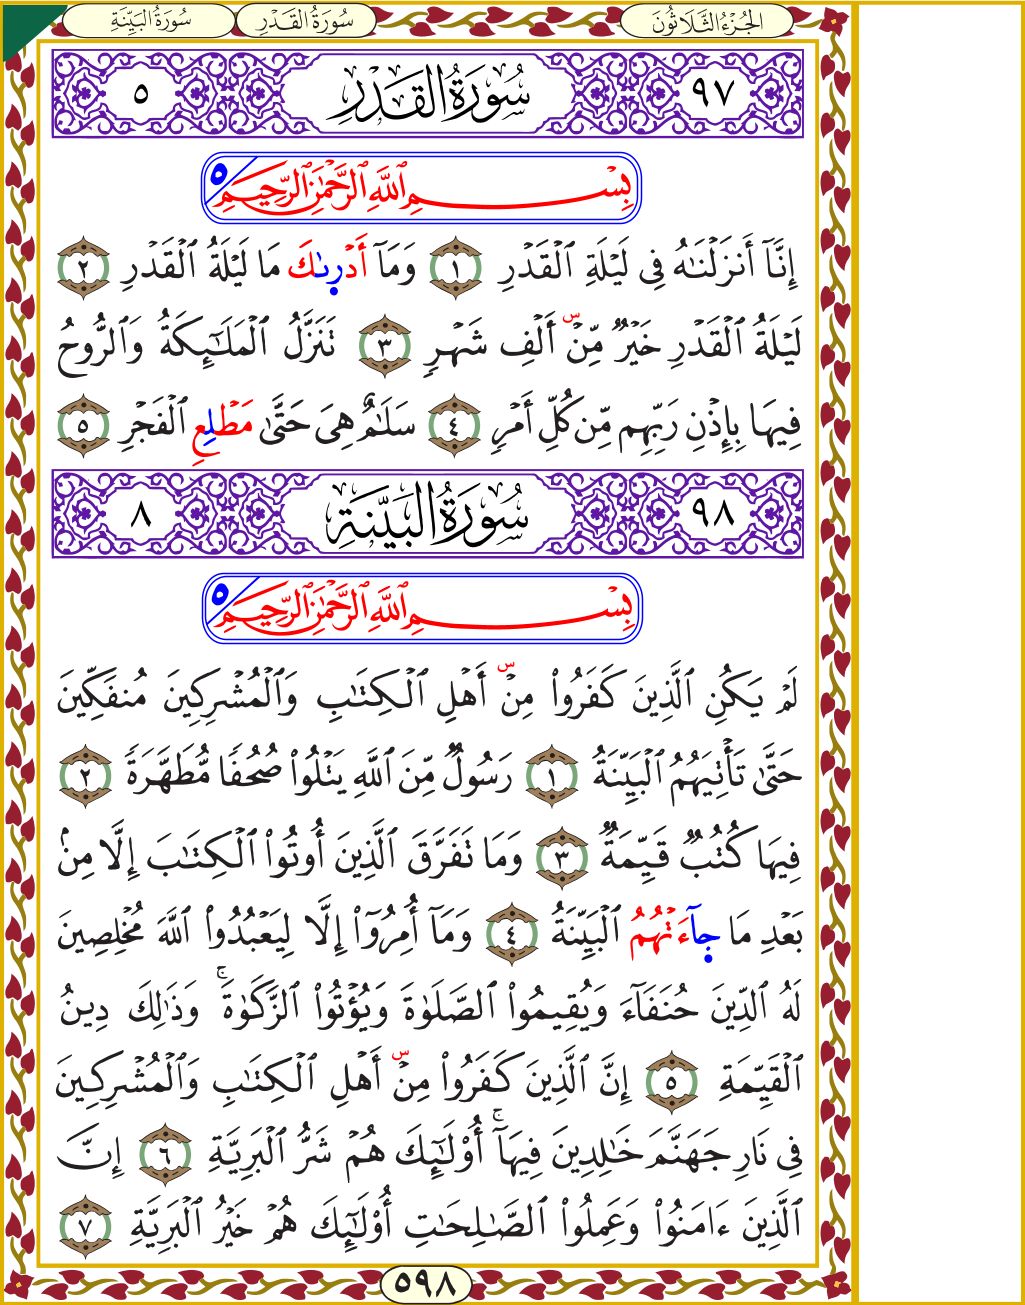 الجُزْءُ الثَّلَاثُونَ سُورَةُ القَدْرِ سُورَةُ البَيِّنَةِ
٩٧ سُورَةُ القَدْرِ ٥
بِسْمِ ٱللَّهِ ٱلرَّحْمَٰنِ ٱلرَّحِيمِ ٥
إِنَّآ أَنزَلْنَٰهُ فِى لَيْلَةِ ٱلْقَدْرِ ١ وَمَآ أَدْرِىٰكَ مَا لَيْلَةُ ٱلْقَدْرِ ٢
لَيْلَةُ ٱلْقَدْرِ خَيْرٌ مِّنْ س أَلْفِ شَهْرٍ ٣ تَنَزَّلُ ٱلْمَلَٰٓئِكَةُ وَٱلرُّوحُ
فِيهَا بِإِذْنِ رَبِّهِم مِّن كُلِّ أَمْرٍ ٤ سَلَٰمٌ هِىَ حَتَّىٰ مَطْلِعِ ٱلْفَجْرِ ٥
٩٨ سُورَةُ البَيِّنَةِ ٨
بِسْمِ ٱللَّهِ ٱلرَّحْمَٰنِ ٱلرَّحِيمِ ٥
لَمْ يَكُنِ ٱلَّذِينَ كَفَرُوا۟ مِنْ س أَهْلِ ٱلْكِتَٰبِ وَٱلْمُشْرِكِينَ مُنفَكِّينَ
حَتَّىٰ تَأْتِيَهُمُ ٱلْبَيِّنَةُ ١ رَسُولٌ مِّنَ ٱللَّهِ يَتْلُوا۟ صُحُفًا مُّطَهَّرَةً ٢
فِيهَا كُتُبٌ قَيِّمَةٌ ٣ وَمَا تَفَرَّقَ ٱلَّذِينَ أُوتُوا۟ ٱلْكِتَٰبَ إِلَّا مِنۢ
بَعْدِ مَا جَآءَتْهُمُ ٱلْبَيِّنَةُ ٤ وَمَآ أُمِرُوٓا۟ إِلَّا لِيَعْبُدُوا۟ ٱللَّهَ مُخْلِصِينَ
لَهُ ٱلدِّينَ حُنَفَآءَ وَيُقِيمُوا۟ ٱلصَّلَوٰةَ وَيُؤْتُوا۟ ٱلزَّكَوٰةَ ۚ وَذَٰلِكَ دِينُ
ٱلْقَيِّمَةِ ٥ إِنَّ ٱلَّذِينَ كَفَرُوا۟ مِنْ س أَهْلِ ٱلْكِتَٰبِ وَٱلْمُشْرِكِينَ
فِى نَارِ جَهَنَّمَ خَٰلِدِينَ فِيهَآ ۚ أُو۟لَٰٓئِكَ هُمْ شَرُّ ٱلْبَرِيَّةِ ٦ إِنَّ
ٱلَّذِينَ ءَامَنُوا۟ وَعَمِلُوا۟ ٱلصَّٰلِحَٰتِ أُو۟لَٰٓئِكَ هُمْ خَيْرُ ٱلْبَرِيَّةِ ٧
٥٩٨